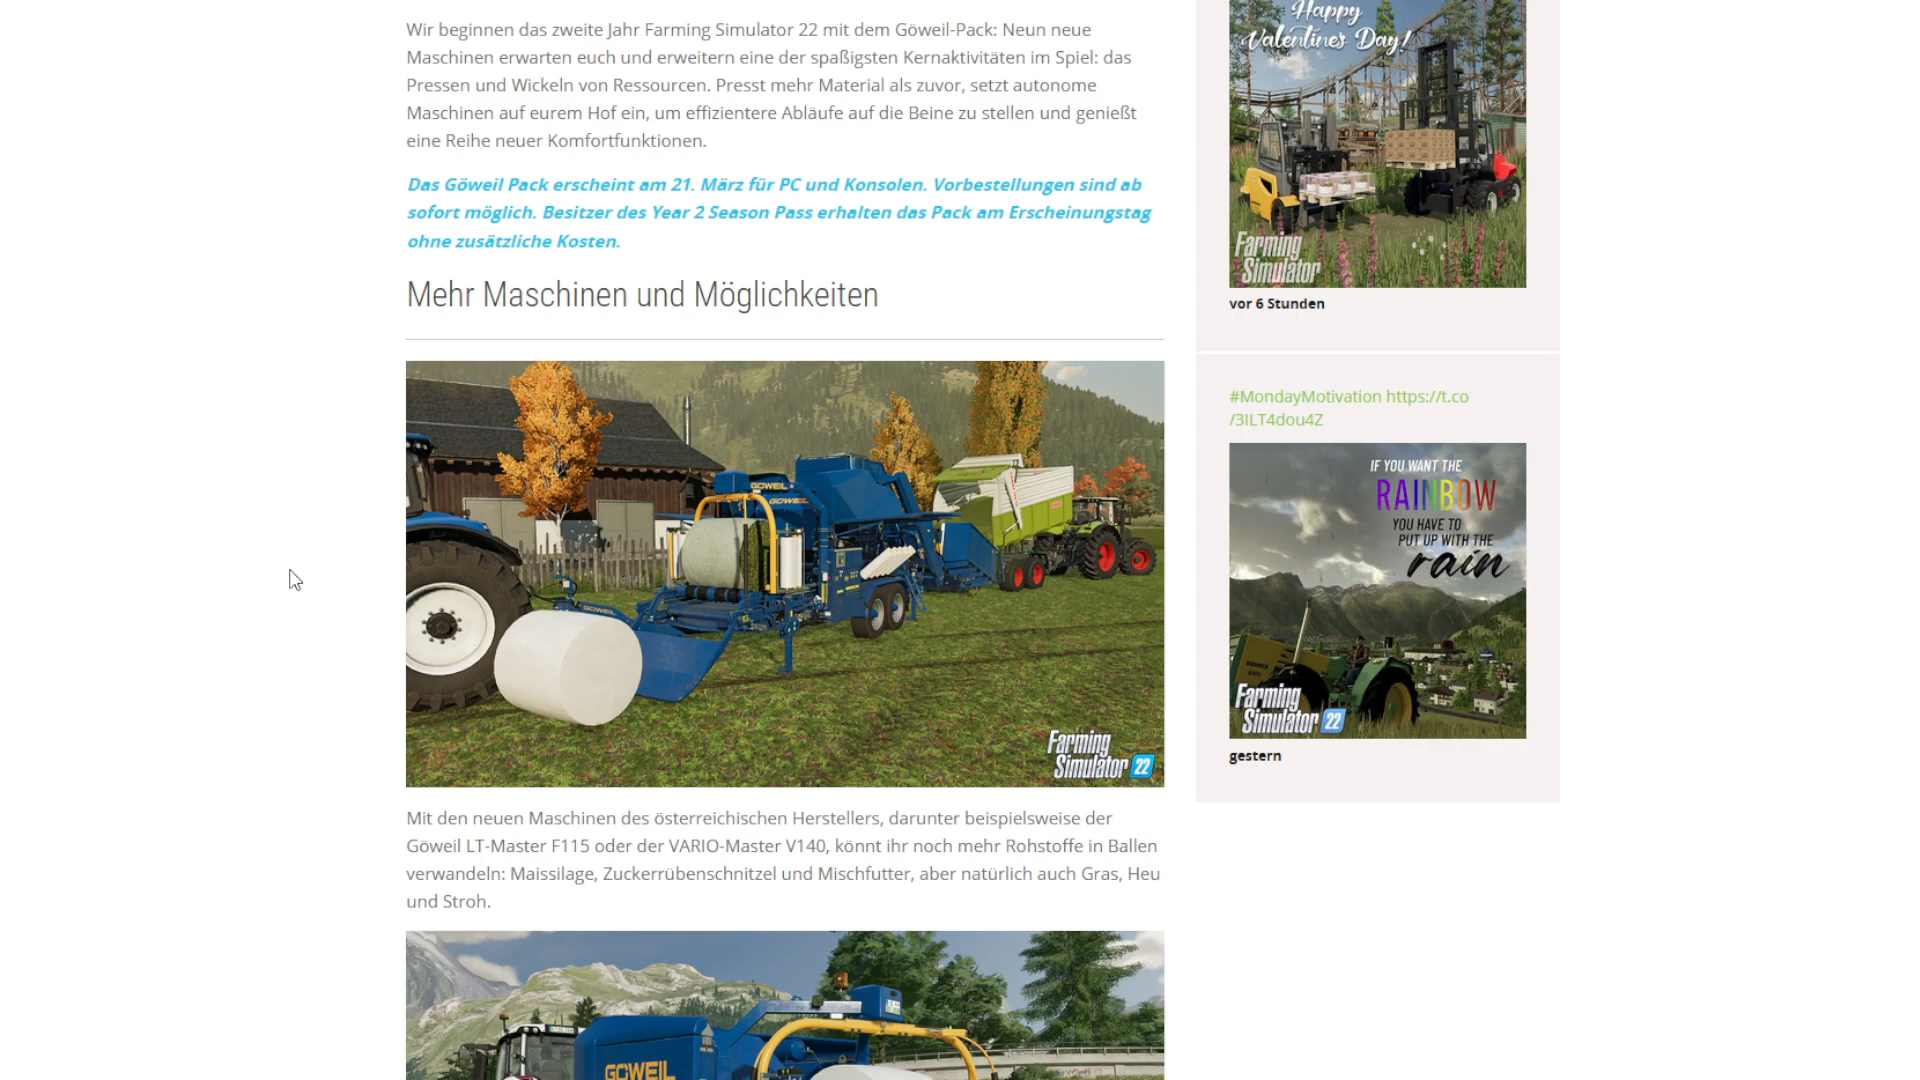 Wir beginnen das zweite Jahr Farming Simulator 22 mit dem Göweil-Pack: Neun neue
Maschinen erwarten euch und erweitern eine der spaßigsten Kernaktivitäten im Spiel: das
Pressen und Wickeln von Ressourcen. Presst mehr Material als zuvor, setzt autonome
Maschinen auf eurem Hof ein, um effizientere Abläufe auf die Beine zu stellen und genießt
eine Reihe neuer Komfortfunktionen.
Das Göweil Pack erscheint am 21. März für PC und Konsolen. Vorbestellungen sind ab
sofort möglich. Besitzer des Year 2 Season Pass erhalten das Pack am Erscheinungstag
ohne zusätzliche Kosten.
Mehr Maschinen und Möglichkeiten
GÖWEIL
GÖWEIL
GÖWEIL
Farming
Simulator 22
Mit den neuen Maschinen des österreichischen Herstellers, darunter beispielsweise der
Göweil LT-Master F115 oder der VARIO-Master V140, könnt ihr noch mehr Rohstoffe in Ballen
verwandeln: Maissilage, Zuckerrübenschnitzel und Mischfutter, aber natürlich auch Gras, Heu
und Stroh.
GÖWEIL
Happy
Valentine's Day!
Farming
Simulator
vor 6 Stunden
#MondayMotivation https://t.co
/3ILT4dou4Z
IF YOU WANT THE
RAINBOW
YOU HAVE TO
PUT UP WITH THE
rain
Farming
Simulator 22
gestern